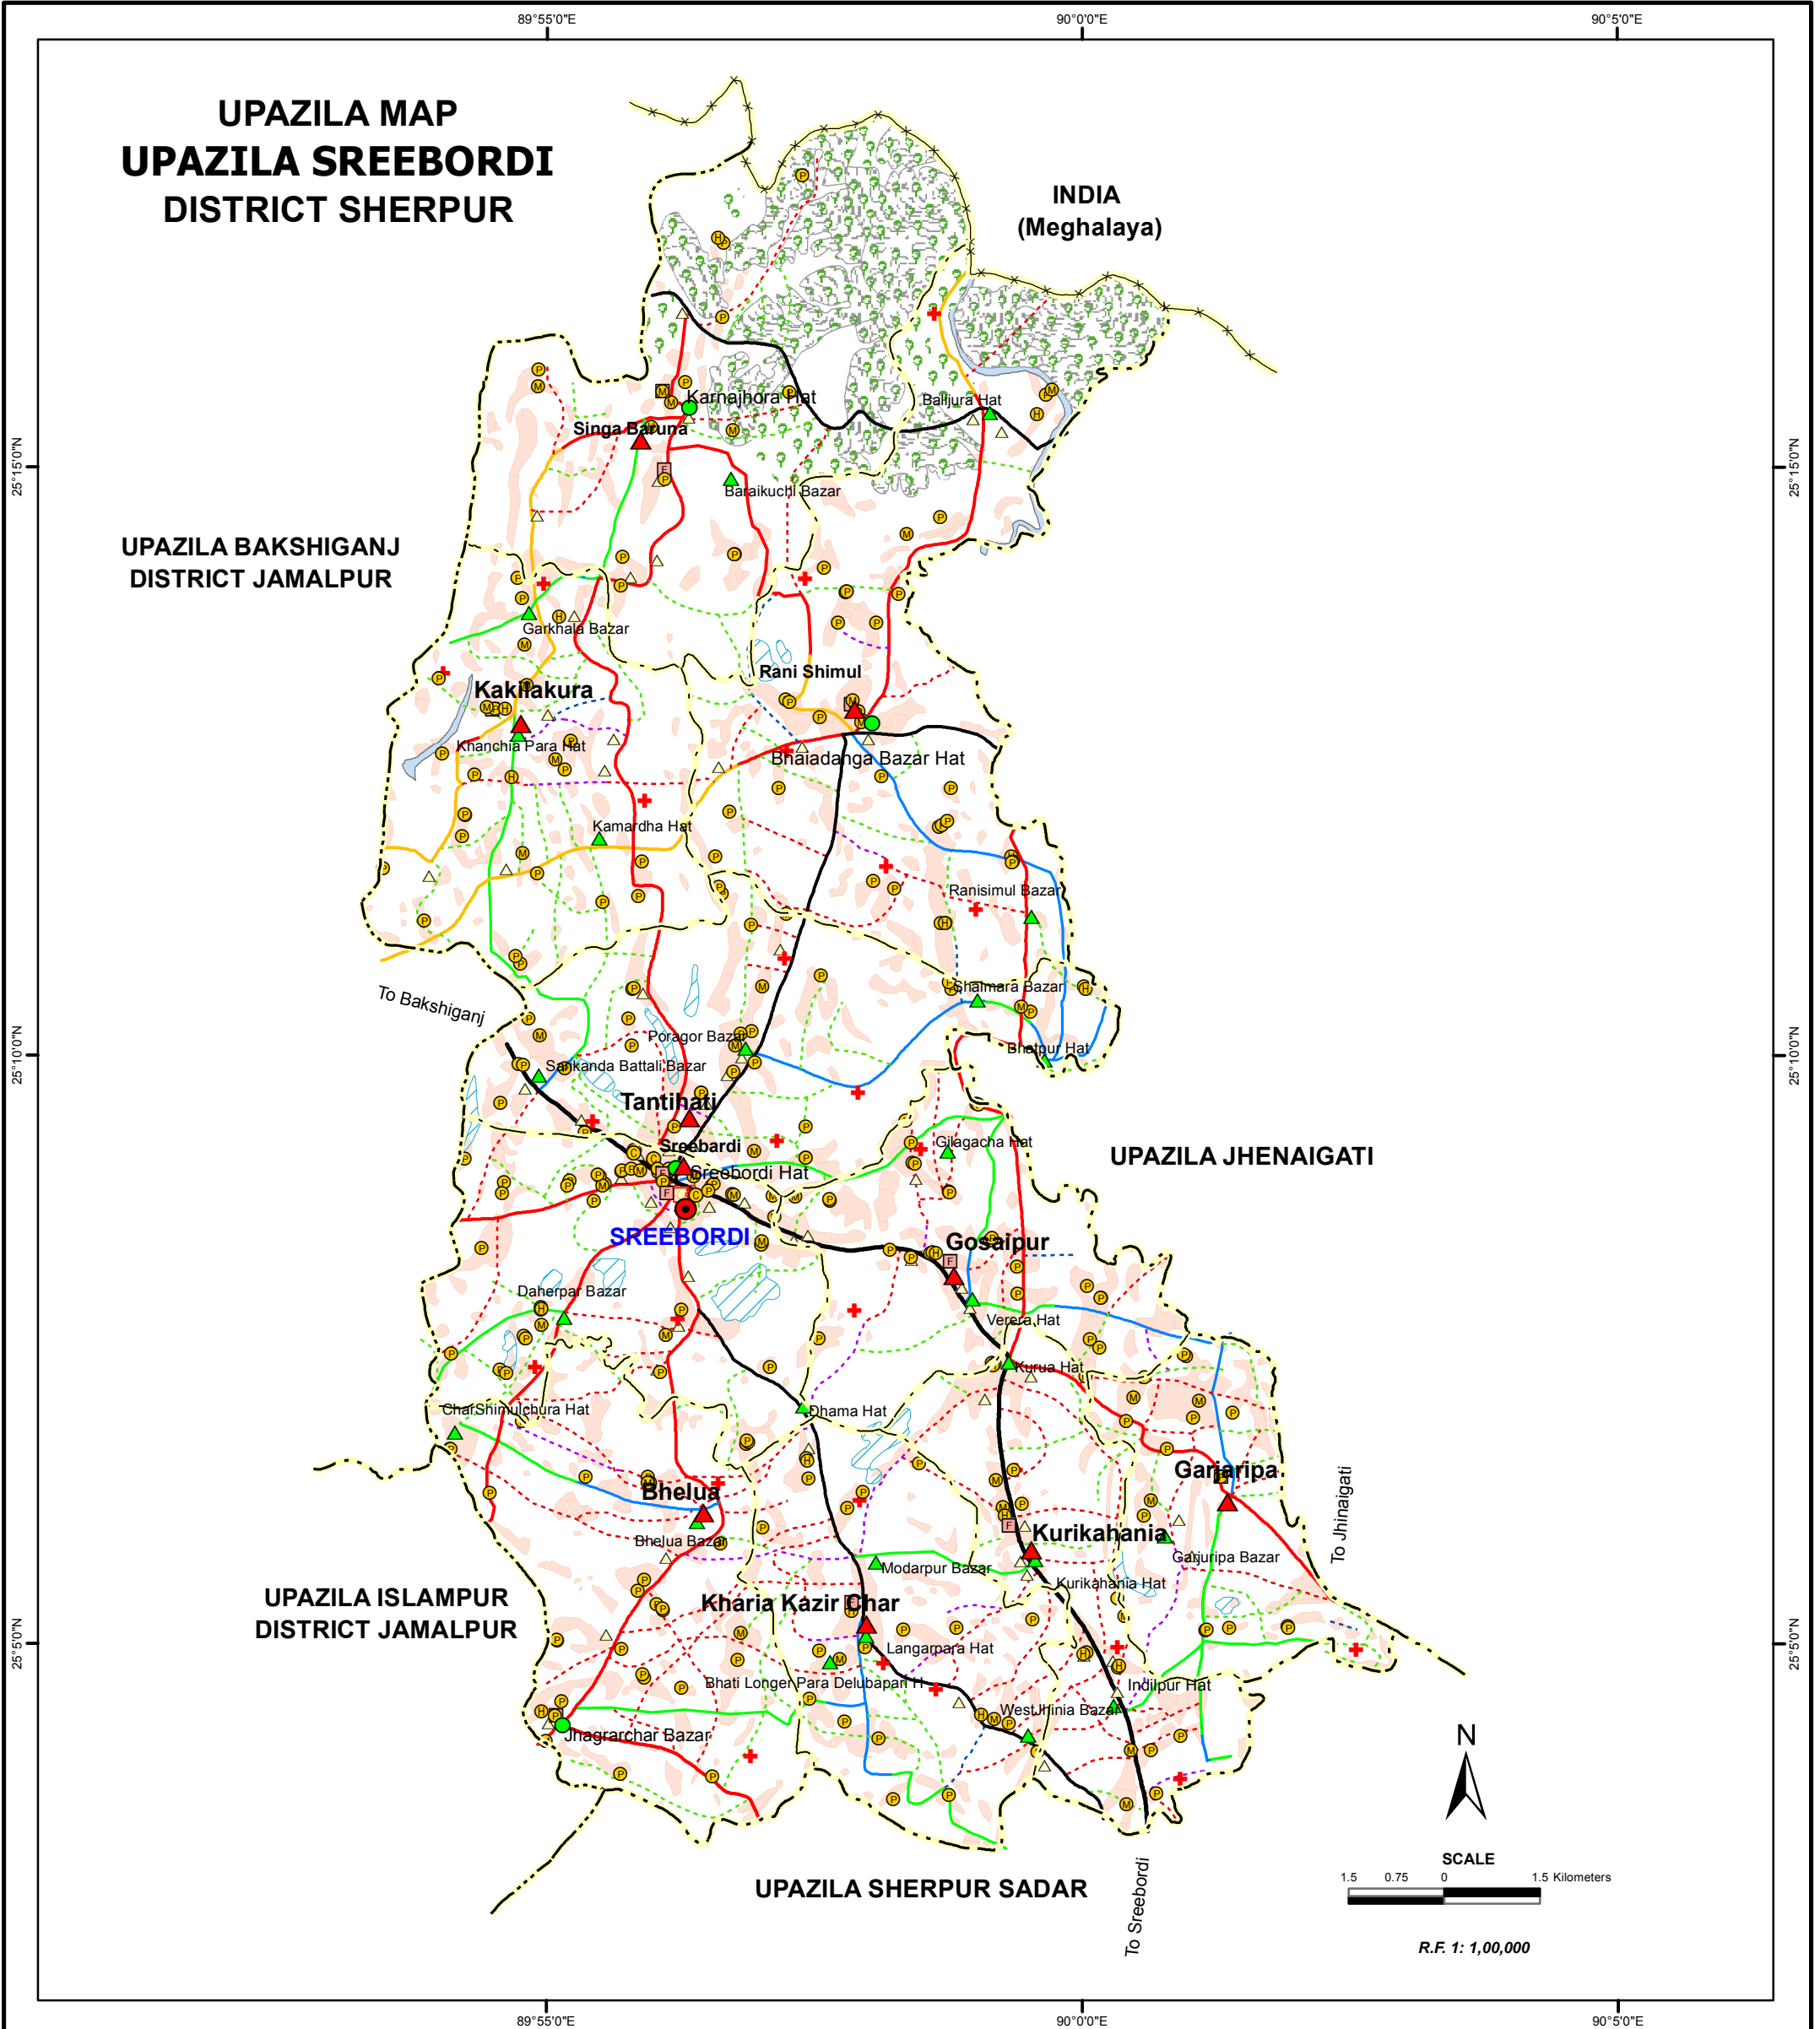 89°55'0"E
90°0'0"E
90°5'0"E
UPAZILA MAP
UPAZILA SREEBORDI
DISTRICT SHERPUR
INDIA
(Meghalaya)
Karnajhora Hat
Balijura Hat
Singa Baruna
25°15'0"N
25°15'0"N
Baraikuchi Bazar
UPAZILA BAKSHIGANJ
DISTRICT JAMALPUR
Garkhala Bazar
Rani Shimul
Kakilakura
Khanchia Para Hat
Bhaiadanga Bazar Hat
Kamardha Hat
Ranisimul Bazar
Shaimara Bazar
To Bakshiganj
Poragor Bazar
Bhatpur Hat
25°10'0"N
25°10'0"N
Sankanda Battali Bazar
Tantihati
Sreebardi
Gilagacha Hat
UPAZILA JHENAIGATI
Sreebordi Hat
SREEBORDI
Gosaipur
Daherpar Bazar
Verera Hat
Kurua Hat
CharShimulchura Hat
Dhama Hat
Garjaripa
Bhelua
To Jhinaigati
Bhelua Bazar
Kurikahania
Garjuripa Bazar
Modarpur Bazar
Kurikahania Hat
UPAZILA ISLAMPUR
DISTRICT JAMALPUR
Kharia Kazir Char
25°5'0"N
25°5'0"N
Langarpara Hat
Bhati Longer Para Delubapari H
Indilpur Hat
WestJhinia Bazar
Jhagrarchar Bazar
N
SCALE
1.5 0.75 0 1.5 Kilometers
UPAZILA SHERPUR SADAR
To Sreebordi
R.F. 1: 1,00,000
89°55'0"E
90°0'0"E
90°5'0"E